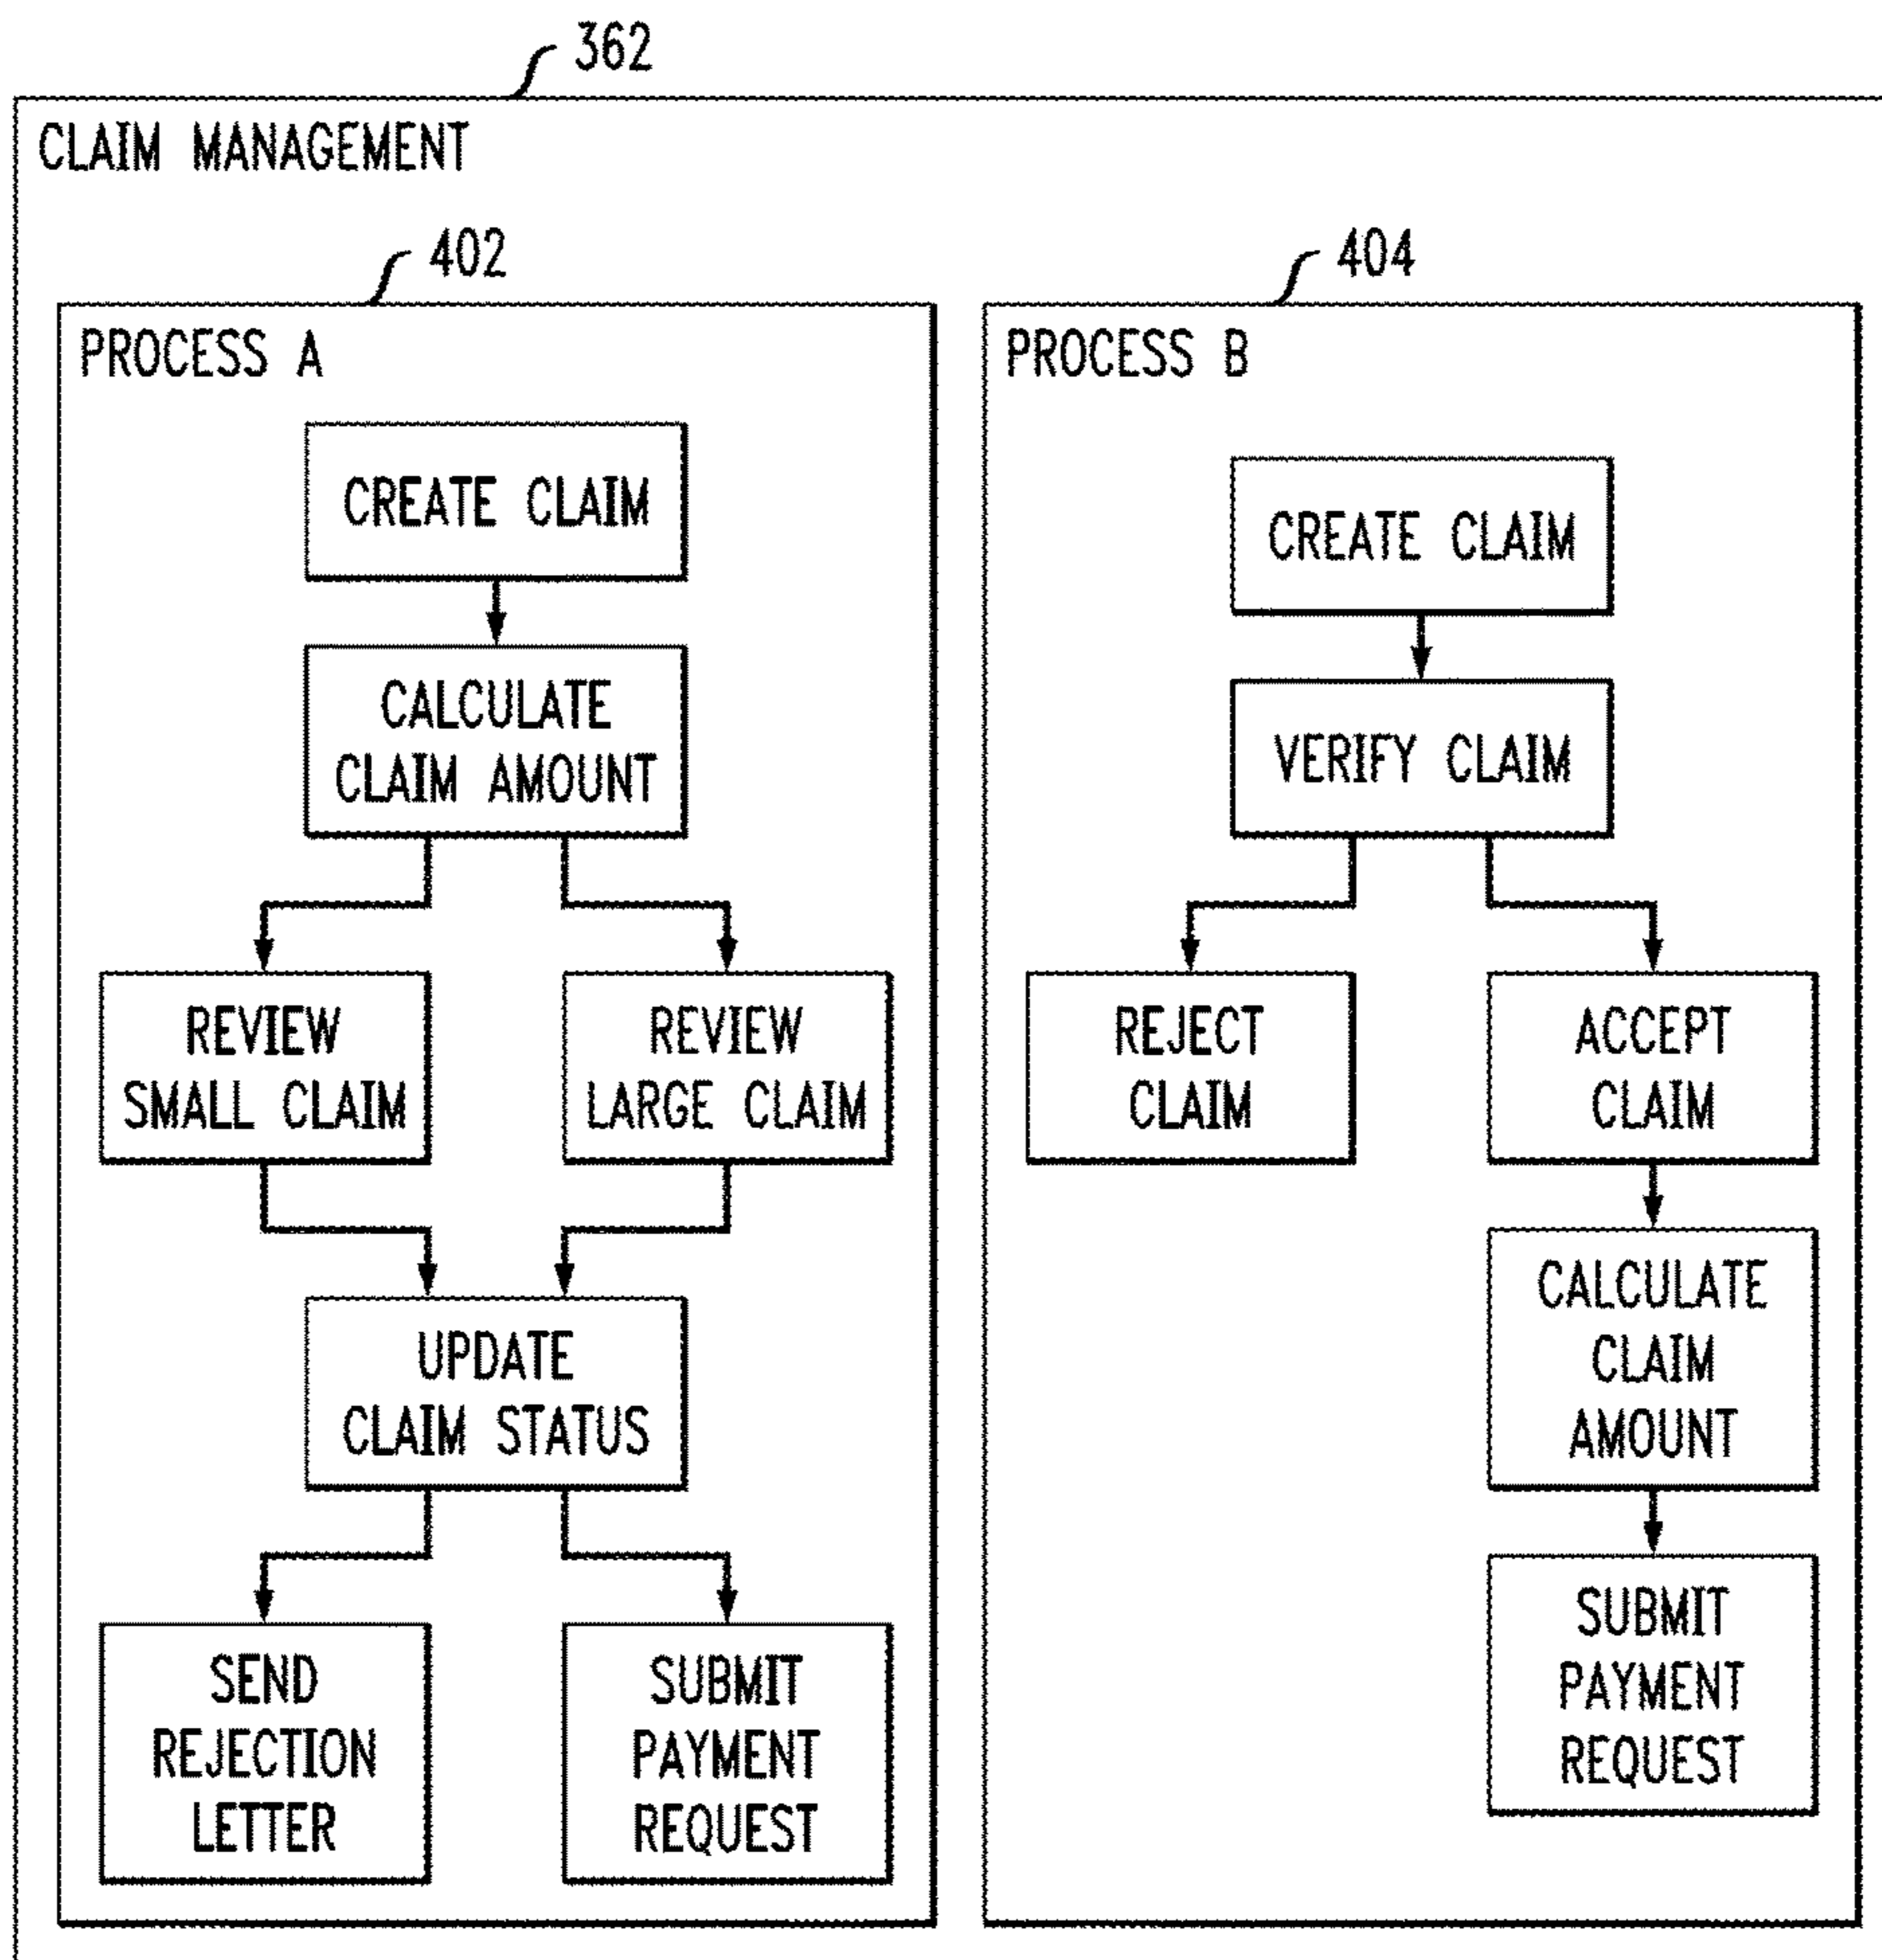 362
CLAIM MANAGEMENT
402
PROCESS A
CREATE CLAIM
CALCULATE
CLAIM AMOUNT
REVIEW
SMALL CLAIM
REVIEW
LARGE CLAIM
UPDATE
CLAIM STATUS
SEND
REJECTION
LETTER
SUBMIT
PAYMENT
REQUEST
404
PROCESS B
CREATE CLAIM
VERIFY CLAIM
REJECT
CLAIM
ACCEPT
CLAIM
CALCULATE
CLAIM
AMOUNT
SUBMIT
PAYMENT
REQUEST